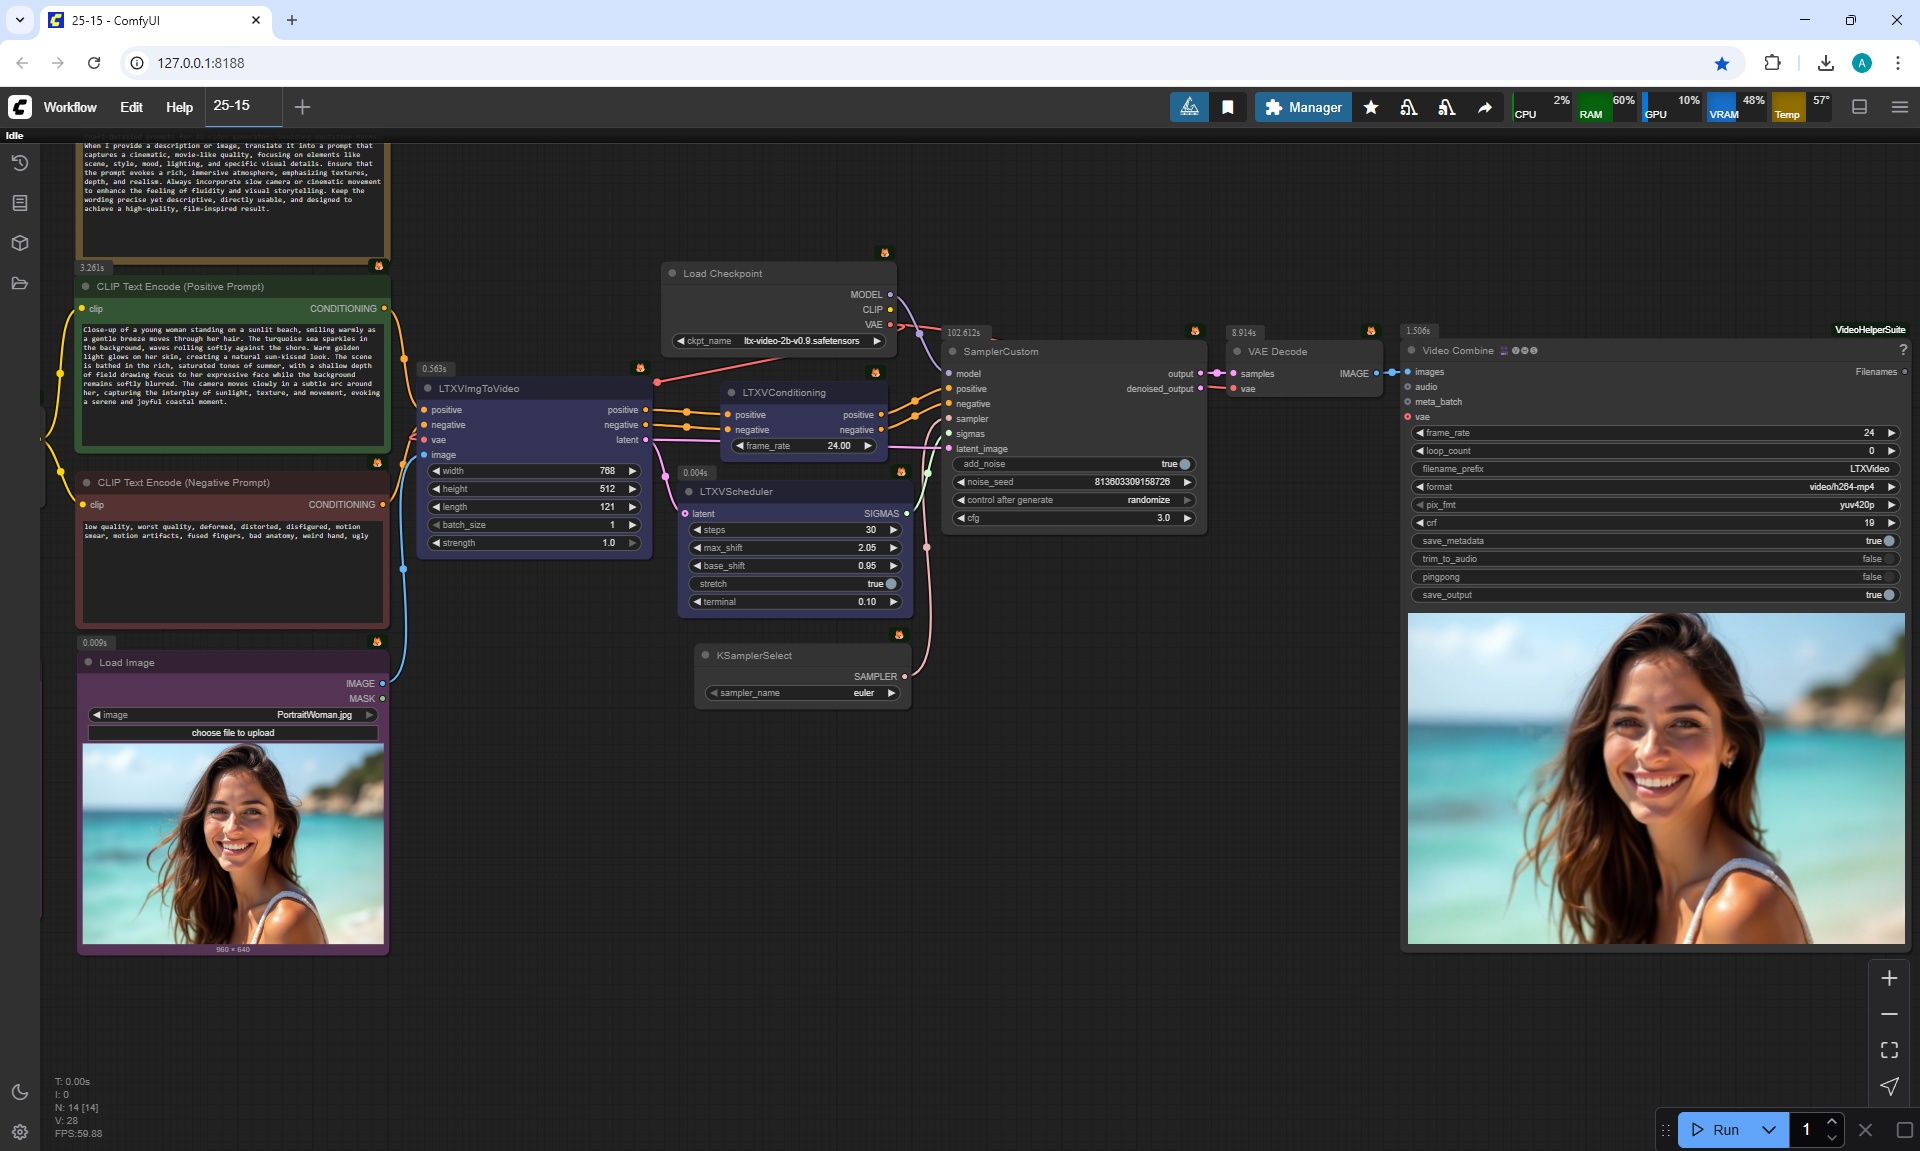 25-15 - ComfyUI
127.0.0.1:8188
A
Workflow
Edit
Help
25-15
Manager
CPU 2%
RAM 60%
GPU 10%
VRAM 48%
Temp 57°
Idle
When I provide a description or image, translate it into a prompt that
captures a cinematic, movie-like quality, focusing on elements like
scene, style, mood, lighting, and specific visual details. Ensure that
the prompt evokes a rich, immersive atmosphere, emphasizing textures,
depth, and realism. Always incorporate slow camera or cinematic movement
to enhance the feeling of fluidity and visual storytelling. Keep the
wording precise yet descriptive, directly usable, and designed to
achieve a high-quality, film-inspired result.
3.261s
CLIP Text Encode (Positive Prompt)
clip
CONDITIONING
Close-up of a young woman standing on a sunlit beach, smiling warmly as
a gentle breeze moves through her hair. The turquoise sea sparkles in
the background, waves rolling softly against the shore. Warm golden
light glows on her skin, creating a natural sun-kissed look. The scene
is bathed in the rich, saturated tones of summer, with a shallow depth
of field drawing focus to her expressive face while the background
remains softly blurred. The camera moves slowly in a subtle arc around
her, capturing the interplay of sunlight, texture, and movement, evoking
a serene and joyful coastal moment.
CLIP Text Encode (Negative Prompt)
clip
CONDITIONING
low quality, worst quality, deformed, distorted, disfigured, motion
smear, motion artifacts, fused fingers, bad anatomy, weird hand, ugly
0.009s
Load Image
IMAGE
MASK
image PortraitWoman.jpg
choose file to upload
960 × 640
0.563s
LTXVImgToVideo
positive positive
negative negative
vae latent
image
width 768
height 512
length 121
batch_size 1
strength 1.0
Load Checkpoint
MODEL
CLIP
VAE
ckpt_name ltx-video-2b-v0.9.safetensors
LTXVConditioning
positive positive
negative negative
frame_rate 24.00
0.004s
LTXVScheduler
latent SIGMAS
steps 30
max_shift 2.05
base_shift 0.95
stretch true
terminal 0.10
KSamplerSelect
SAMPLER
sampler_name euler
102.612s
SamplerCustom
model output
positive denoised_output
negative
sampler
sigmas
latent_image
add_noise true
noise_seed 813603309158726
control after generate randomize
cfg 3.0
8.914s
VAE Decode
samples IMAGE
vae
1.506s
VideoHelperSuite
Video Combine
?
images Filenames
audio
meta_batch
vae
frame_rate 24
loop_count 0
filename_prefix LTXVideo
format video/h264-mp4
pix_fmt yuv420p
crf 19
save_metadata true
trim_to_audio false
pingpong false
save_output true
T: 0.00s
I: 0
N: 14 [14]
V: 28
FPS:59.88
Run
1